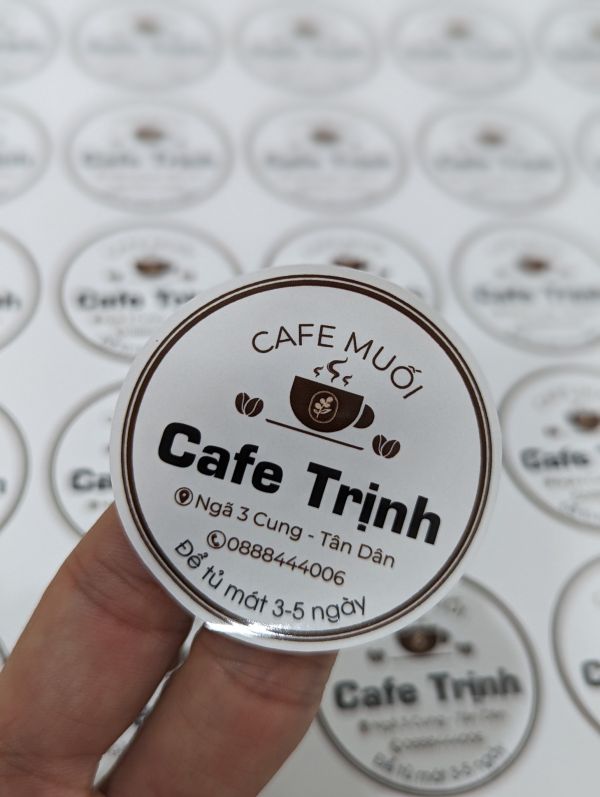 CAFE MUỐI
Cafe Trịnh
Ngã 3 Cung - Tân Dân
0888444006
Để tủ mát 3-5 ngày